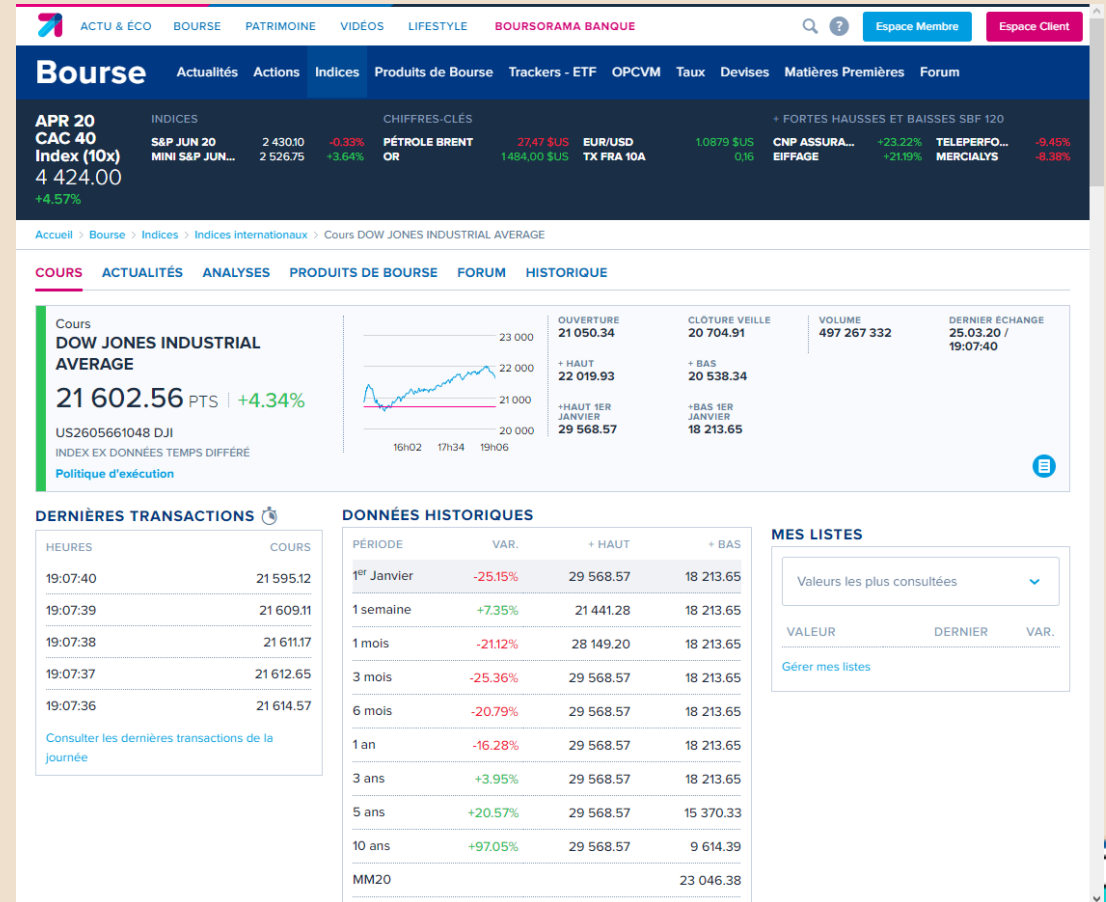 ACTU & ÉCO BOURSE PATRIMOINE VIDÉOS LIFESTYLE BOURSORAMA BANQUE ? Espace Membre Espace Client
Bourse Actualités Actions Indices Produits de Bourse Trackers - ETF OPCVM Taux Devises Matières Premières Forum
APR 20
CAC 40
Index (10x)
4 424.00
+4.57%
INDICES
S&P JUN 20 2 430.10 -0.33%
MINI S&P JUN... 2 526.75 +3.64%
CHIFFRES-CLÉS
PÉTROLE BRENT 27,47 $US EUR/USD 1.0879 $US
OR 1 484,00 $US TX FRA 10A 0,16
+ FORTES HAUSSES ET BAISSES SBF 120
CNP ASSURA... +23.22% TELEPERFO... -9.45%
EIFFAGE +21.19% MERCIALYS -8.38%
Accueil > Bourse > Indices > Indices internationaux > Cours DOW JONES INDUSTRIAL AVERAGE
COURS ACTUALITÉS ANALYSES PRODUITS DE BOURSE FORUM HISTORIQUE
Cours
DOW JONES INDUSTRIAL
AVERAGE
21 602.56 PTS | +4.34%
US2605661048 DJI
INDEX EX DONNÉES TEMPS DIFFÉRÉ
Politique d'exécution
23 000
22 000
21 000
20 000
16h02 17h34 19h06
OUVERTURE
21 050.34
CLÔTURE VEILLE
20 704.91
VOLUME
497 267 332
DERNIER ÉCHANGE
25.03.20 /
19:07:40
+ HAUT
22 019.93
+ BAS
20 538.34
+HAUT 1ER
JANVIER
29 568.57
+BAS 1ER
JANVIER
18 213.65
DERNIÈRES TRANSACTIONS
HEURES COURS
19:07:40 21 595.12
19:07:39 21 609.11
19:07:38 21 611.17
19:07:37 21 612.65
19:07:36 21 614.57
Consulter les dernières transactions de la
journée
DONNÉES HISTORIQUES
PÉRIODE VAR. + HAUT + BAS
1er Janvier -25.15% 29 568.57 18 213.65
1 semaine +7.35% 21 441.28 18 213.65
1 mois -21.12% 28 149.20 18 213.65
3 mois -25.36% 29 568.57 18 213.65
6 mois -20.79% 29 568.57 18 213.65
1 an -16.28% 29 568.57 18 213.65
3 ans +3.95% 29 568.57 18 213.65
5 ans +20.57% 29 568.57 15 370.33
10 ans +97.05% 29 568.57 9 614.39
MM20 23 046.38
MES LISTES
Valeurs les plus consultées
VALEUR DERNIER VAR.
Gérer mes listes